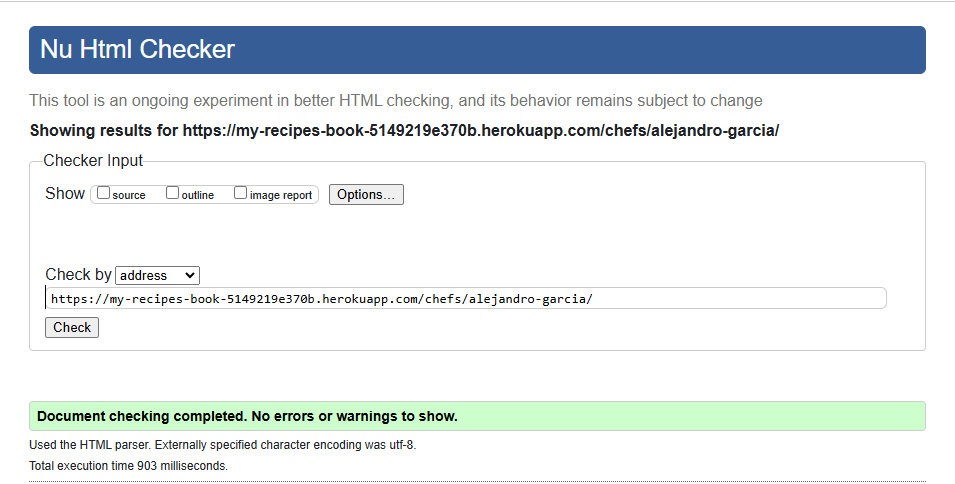 Nu Html Checker
This tool is an ongoing experiment in better HTML checking, and its behavior remains subject to change
Showing results for https://my-recipes-book-5149219e370b.herokuapp.com/chefs/alejandro-garcia/
Checker Input
Show source outline image report Options...
Check by address
https://my-recipes-book-5149219e370b.herokuapp.com/chefs/alejandro-garcia/
Check
Document checking completed. No errors or warnings to show.
Used the HTML parser. Externally specified character encoding was utf-8.
Total execution time 903 milliseconds.